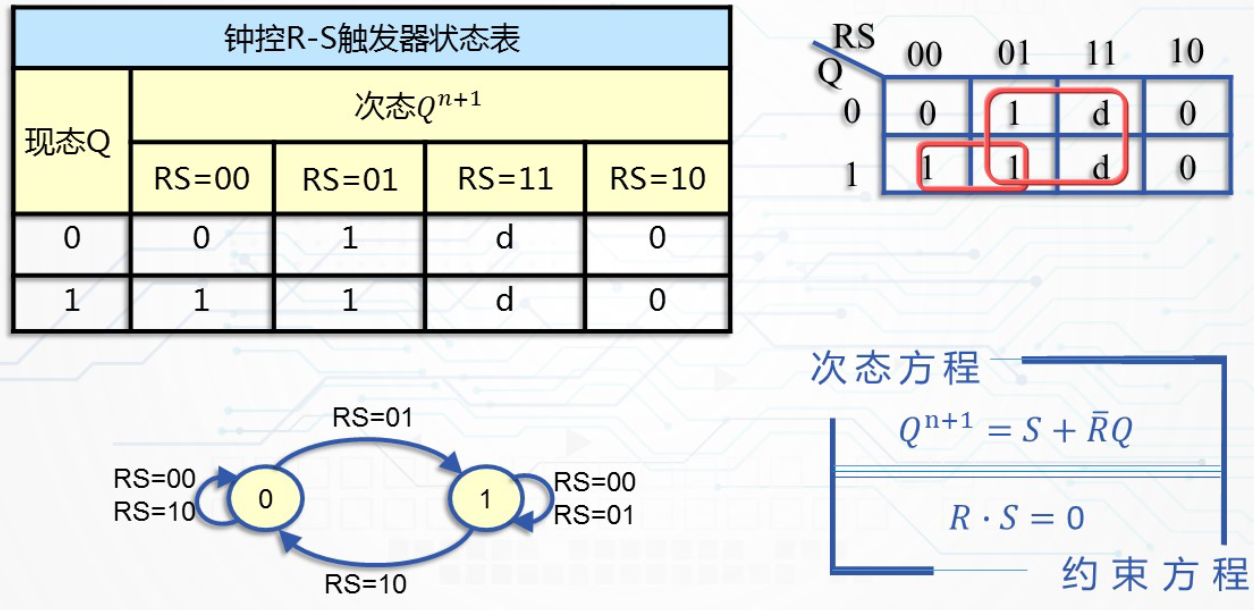 钟控R-S触发器状态表
现态Q
次态Qⁿ⁺¹
RS=00 RS=01 RS=11 RS=10
0 0 1 d 0
1 1 1 d 0
RS
Q
00 01 11 10
0 0 1 d 0
1 1 1 d 0
RS=01
RS=00
RS=10
0
1
RS=00
RS=01
RS=10
次态方程
Qⁿ⁺¹ = S + R̄Q
R · S = 0
约束方程